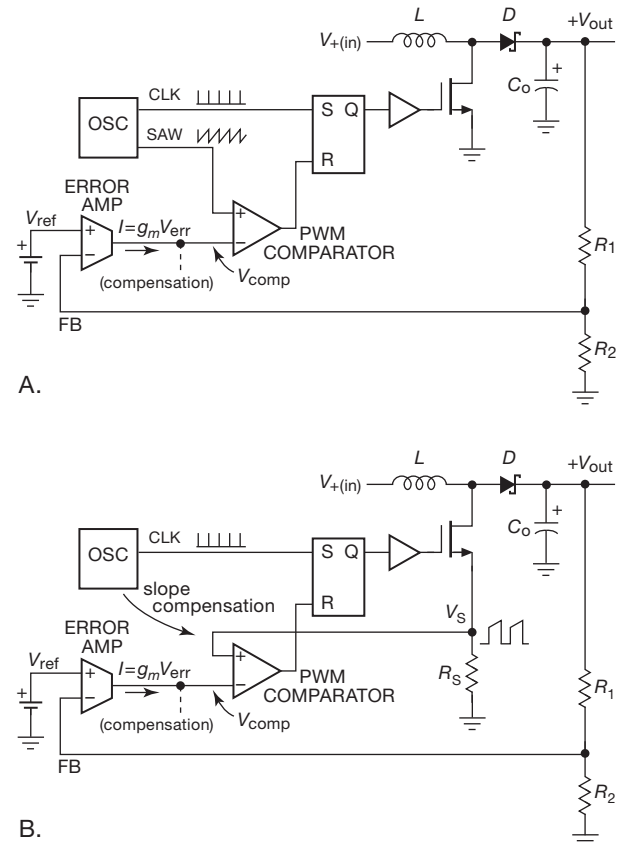 L
D
+Vout
V+(in)
Co
+
CLK
OSC
SAW
S Q
R
ERROR
AMP
Vref
I=gmVerr
+
+
−
+
−
PWM
COMPARATOR
(compensation)
Vcomp
R1
FB
R2
A.
L
D
+Vout
V+(in)
Co
+
CLK
OSC
S Q
R
slope
compensation
VS
ERROR
AMP
Vref
I=gmVerr
+
+
−
+
−
RS
PWM
COMPARATOR
(compensation)
Vcomp
R1
FB
R2
B.